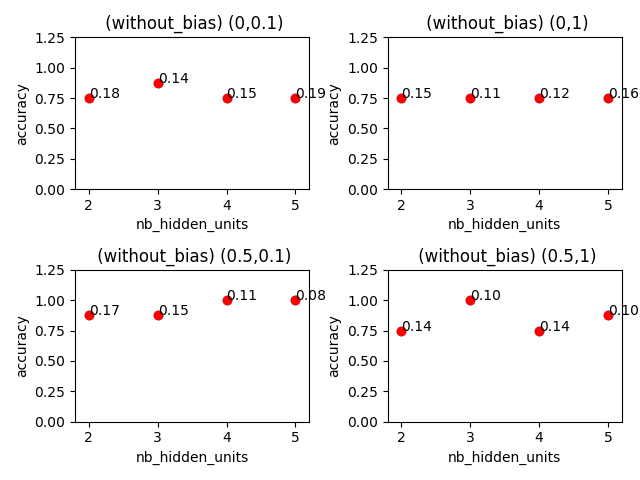 (without_bias) (0,0.1)
accuracy
1.25
1.00
0.75
0.50
0.25
0.00
0.18
0.14
0.15
0.19
2 3 4 5
nb_hidden_units
(without_bias) (0,1)
accuracy
1.25
1.00
0.75
0.50
0.25
0.00
0.15
0.11
0.12
0.16
2 3 4 5
nb_hidden_units
(without_bias) (0.5,0.1)
accuracy
1.25
1.00
0.75
0.50
0.25
0.00
0.17
0.15
0.11
0.08
2 3 4 5
nb_hidden_units
(without_bias) (0.5,1)
accuracy
1.25
1.00
0.75
0.50
0.25
0.00
0.14
0.10
0.14
0.10
2 3 4 5
nb_hidden_units